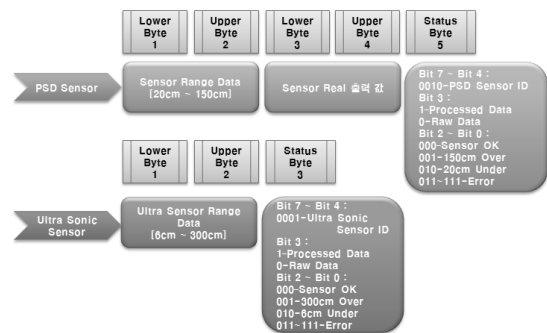 Lower
Byte
1
Upper
Byte
2
Lower
Byte
3
Upper
Byte
4
Status
Byte
5
PSD Sensor
Sensor Range Data
[20cm ~ 150cm]
Sensor Real 출력 값
Bit 7 ~ Bit 4 :
0010-PSD Sensor ID
Bit 3 :
1-Processed Data
0-Raw Data
Bit 2 ~ Bit 0 :
000-Sensor OK
001-150cm Over
010-20cm Under
011~111-Error
Lower
Byte
1
Upper
Byte
2
Status
Byte
3
Ultra Sonic
Sensor
Ultra Sensor Range
Data
[6cm ~ 300cm]
Bit 7 ~ Bit 4 :
0001-Ultra Sonic
Sensor ID
Bit 3 :
1-Processed Data
0-Raw Data
Bit 2 ~ Bit 0 :
000-Sensor OK
001-300cm Over
010-6cm Under
011~111-Error